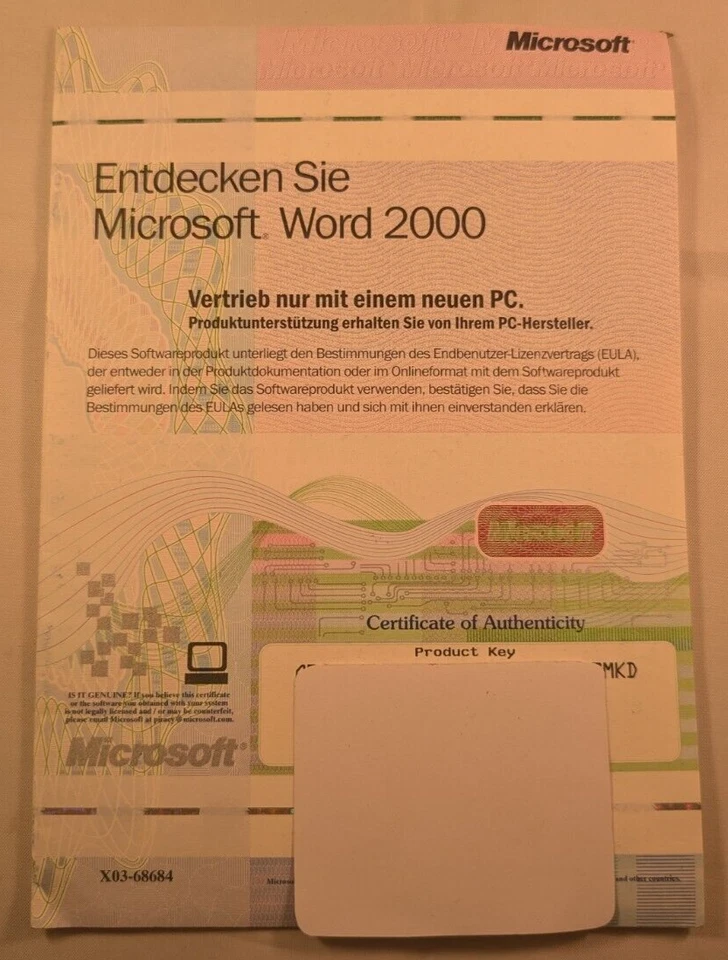 Microsoft
Entdecken Sie
Microsoft® Word 2000
Vertrieb nur mit einem neuen PC.
Produktunterstützung erhalten Sie von Ihrem PC-Hersteller.
Dieses Softwareprodukt unterliegt den Bestimmungen des Endbenutzer-Lizenzvertrags (EULA),
der entweder in der Produktdokumentation oder im Onlineformat mit dem Softwareprodukt
geliefert wird. Indem Sie das Softwareprodukt verwenden, bestätigen Sie, dass Sie die
Bestimmungen des EULAs gelesen haben und sich mit ihnen einverstanden erklären.
Microsoft
Certificate of Authenticity
Product Key
MKD
IS IT GENUINE? If you believe this certificate
or the software you obtained with your system
is not legally licensed and / or may be counterfeit,
please email Microsoft at piracy@microsoft.com.
Microsoft®
X03-68684
and other countries.